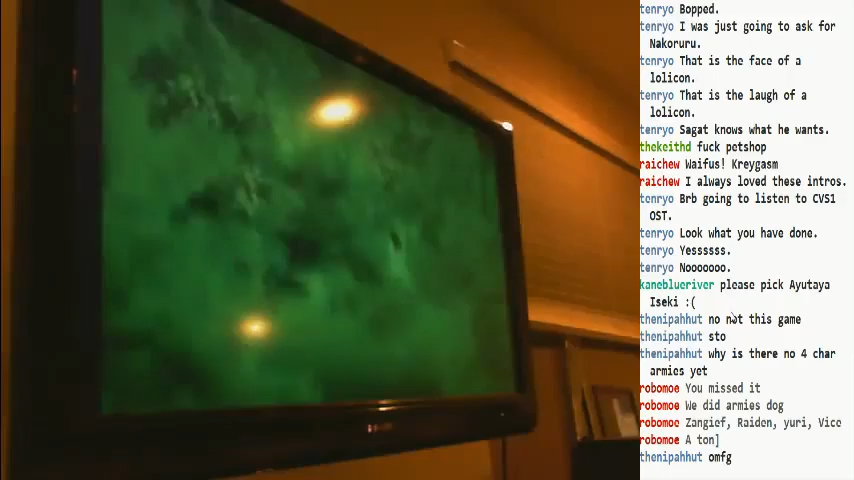 tenryo Bopped.
tenryo I was just going to ask for
Nakoruru.
tenryo That is the face of a
lolicon.
tenryo That is the laugh of a
lolicon.
tenryo Sagat knows what he wants.
thekeithd fuck petshop
raichew Waifus! Kreygasm
raichew I always loved these intros.
tenryo Brb going to listen to CVS1
OST.
tenryo Look what you have done.
tenryo Yessssss.
tenryo Nooooooo.
kaneblueriver please pick Ayutaya
Iseki :(
thenipahhut no not this game
thenipahhut sto
thenipahhut why is there no 4 char
armies yet
robomoe You missed it
robomoe We did armies dog
robomoe Zangief, Raiden, yuri, Vice
robomoe A ton]
thenipahhut omfg